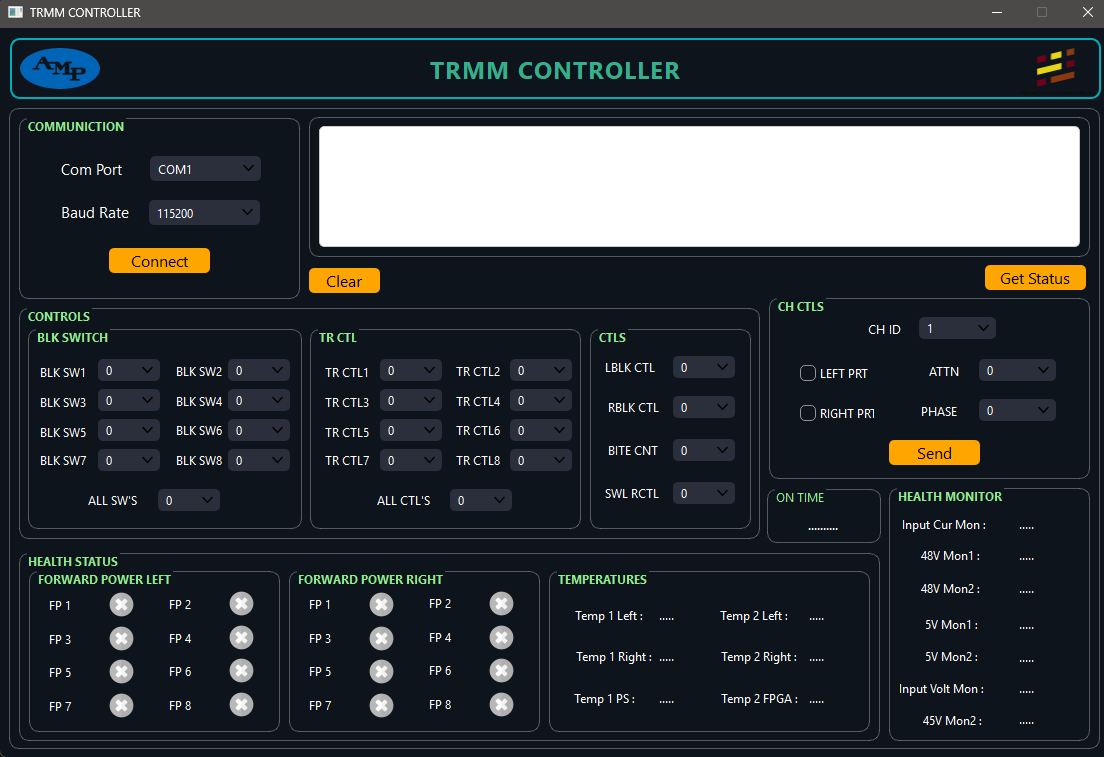 TRMM CONTROLLER
AMP
TRMM CONTROLLER
COMMUNICTION
Com Port COM1
Baud Rate 115200
Connect
Clear
Get Status
CONTROLS
BLK SWITCH
BLK SW1 0 BLK SW2 0
BLK SW3 0 BLK SW4 0
BLK SW5 0 BLK SW6 0
BLK SW7 0 BLK SW8 0
ALL SW'S 0
TR CTL
TR CTL1 0 TR CTL2 0
TR CTL3 0 TR CTL4 0
TR CTL5 0 TR CTL6 0
TR CTL7 0 TR CTL8 0
ALL CTL'S 0
CTLS
LBLK CTL 0
RBLK CTL 0
BITE CNT 0
SWL RCTL 0
CH CTLS
CH ID 1
LEFT PRT ATTN 0
RIGHT PRT PHASE 0
Send
ON TIME
..........
HEALTH MONITOR
Input Cur Mon : .....
48V Mon1 : .....
48V Mon2 : .....
5V Mon1 : .....
5V Mon2 : .....
Input Volt Mon : .....
45V Mon2 : .....
HEALTH STATUS
FORWARD POWER LEFT
FP 1 FP 2
FP 3 FP 4
FP 5 FP 6
FP 7 FP 8
FORWARD POWER RIGHT
FP 1 FP 2
FP 3 FP 4
FP 5 FP 6
FP 7 FP 8
TEMPERATURES
Temp 1 Left : ..... Temp 2 Left : .....
Temp 1 Right : ..... Temp 2 Right : .....
Temp 1 PS : ..... Temp 2 FPGA : .....